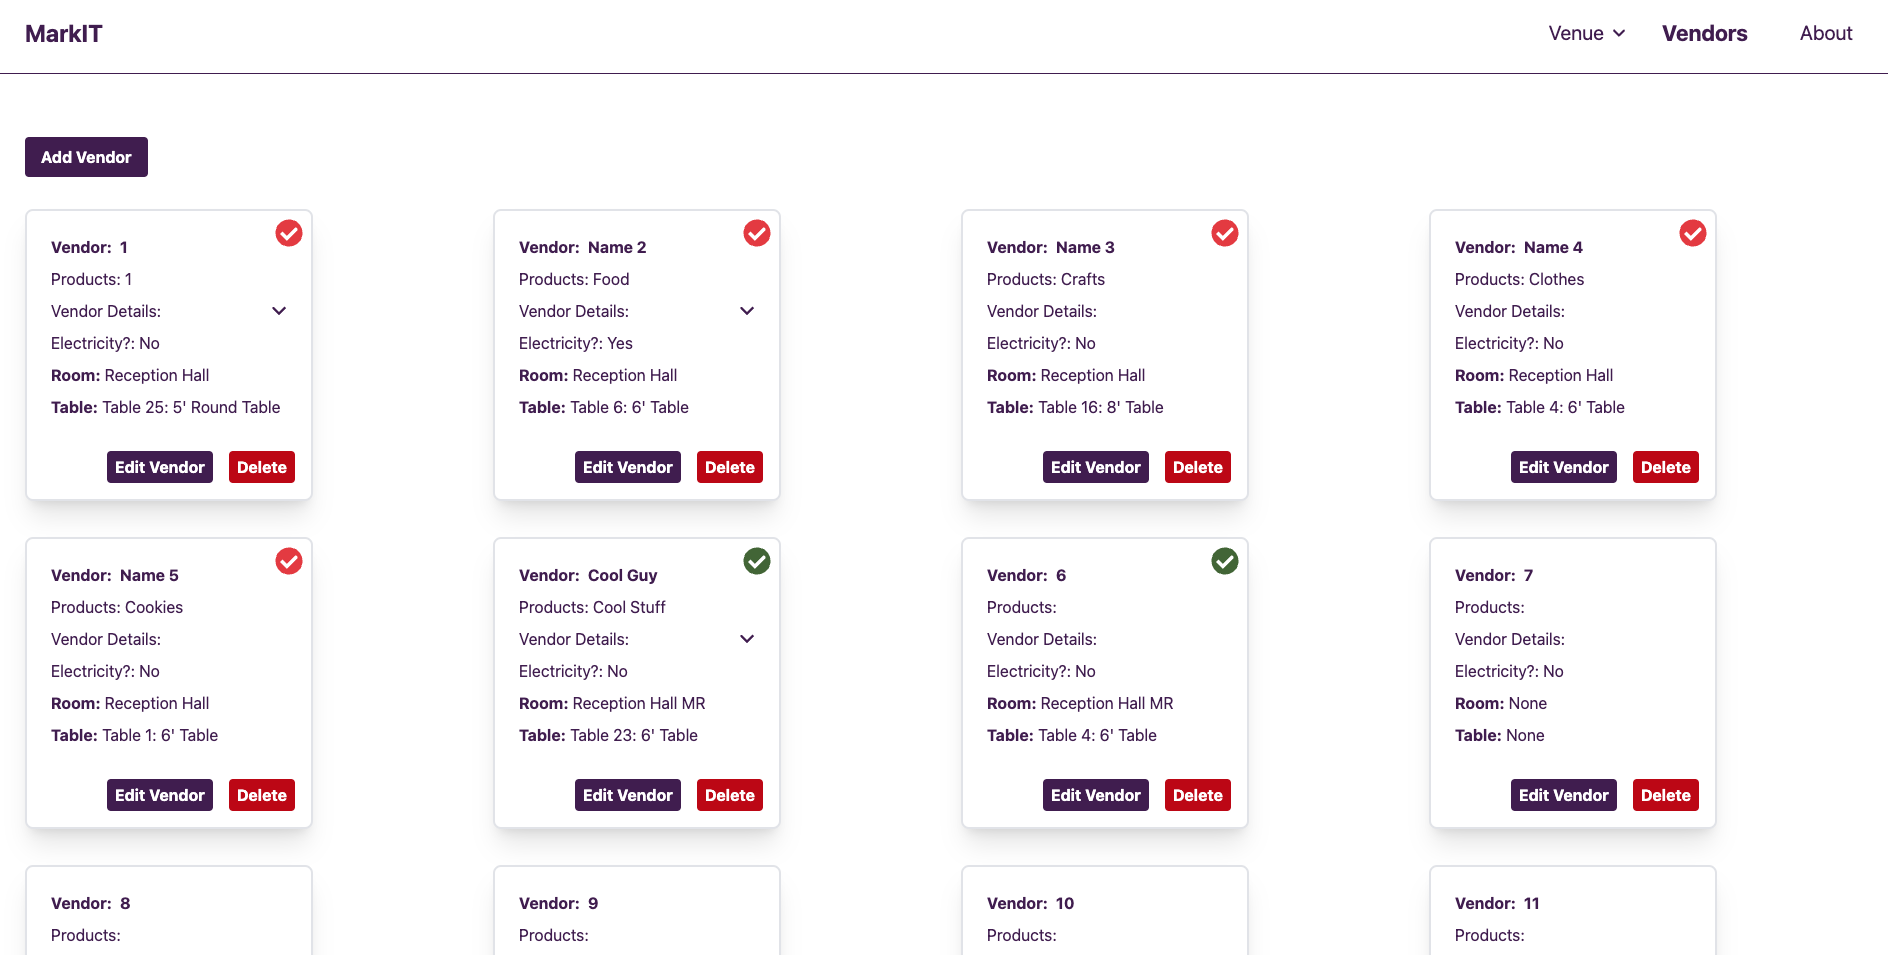 MarkIT
Venue
Vendors
About
Add Vendor
Vendor: 1
Products: 1
Vendor Details:
Electricity?: No
Room: Reception Hall
Table: Table 25: 5' Round Table
Edit Vendor
Delete
Vendor: Name 2
Products: Food
Vendor Details:
Electricity?: Yes
Room: Reception Hall
Table: Table 6: 6' Table
Edit Vendor
Delete
Vendor: Name 3
Products: Crafts
Vendor Details:
Electricity?: No
Room: Reception Hall
Table: Table 16: 8' Table
Edit Vendor
Delete
Vendor: Name 4
Products: Clothes
Vendor Details:
Electricity?: No
Room: Reception Hall
Table: Table 4: 6' Table
Edit Vendor
Delete
Vendor: Name 5
Products: Cookies
Vendor Details:
Electricity?: No
Room: Reception Hall
Table: Table 1: 6' Table
Edit Vendor
Delete
Vendor: Cool Guy
Products: Cool Stuff
Vendor Details:
Electricity?: No
Room: Reception Hall MR
Table: Table 23: 6' Table
Edit Vendor
Delete
Vendor: 6
Products:
Vendor Details:
Electricity?: No
Room: Reception Hall MR
Table: Table 4: 6' Table
Edit Vendor
Delete
Vendor: 7
Products:
Vendor Details:
Electricity?: No
Room: None
Table: None
Edit Vendor
Delete
Vendor: 8
Products:
Vendor: 9
Products:
Vendor: 10
Products:
Vendor: 11
Products: